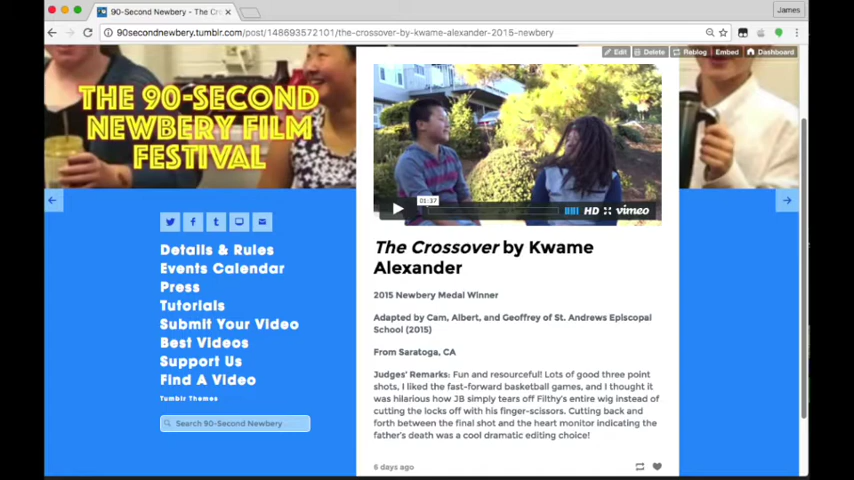 90-Second Newbery - The Cr
James
90secondnewbery.tumblr.com/post/148693572101/the-crossover-by-kwame-alexander-2015-newbery
Edit Delete Reblog Embed Dashboard
THE 90-SECOND
NEWBERY FILM
FESTIVAL
01:37
HD vimeo
Details & Rules
Events Calendar
Press
Tutorials
Submit Your Video
Best Videos
Support Us
Find A Video
Tumblr Themes
Search 90-Second Newbery
The Crossover by Kwame
Alexander
2015 Newbery Medal Winner
Adapted by Cam, Albert, and Geoffrey of St. Andrews Episcopal
School (2015)
From Saratoga, CA
Judges' Remarks: Fun and resourceful! Lots of good three point
shots, I liked the fast-forward basketball games, and I thought it
was hilarious how JB simply tears off Filthy's entire wig instead of
cutting the locks off with his finger-scissors. Cutting back and
forth between the final shot and the heart monitor indicating the
father's death was a cool dramatic editing choice!
6 days ago